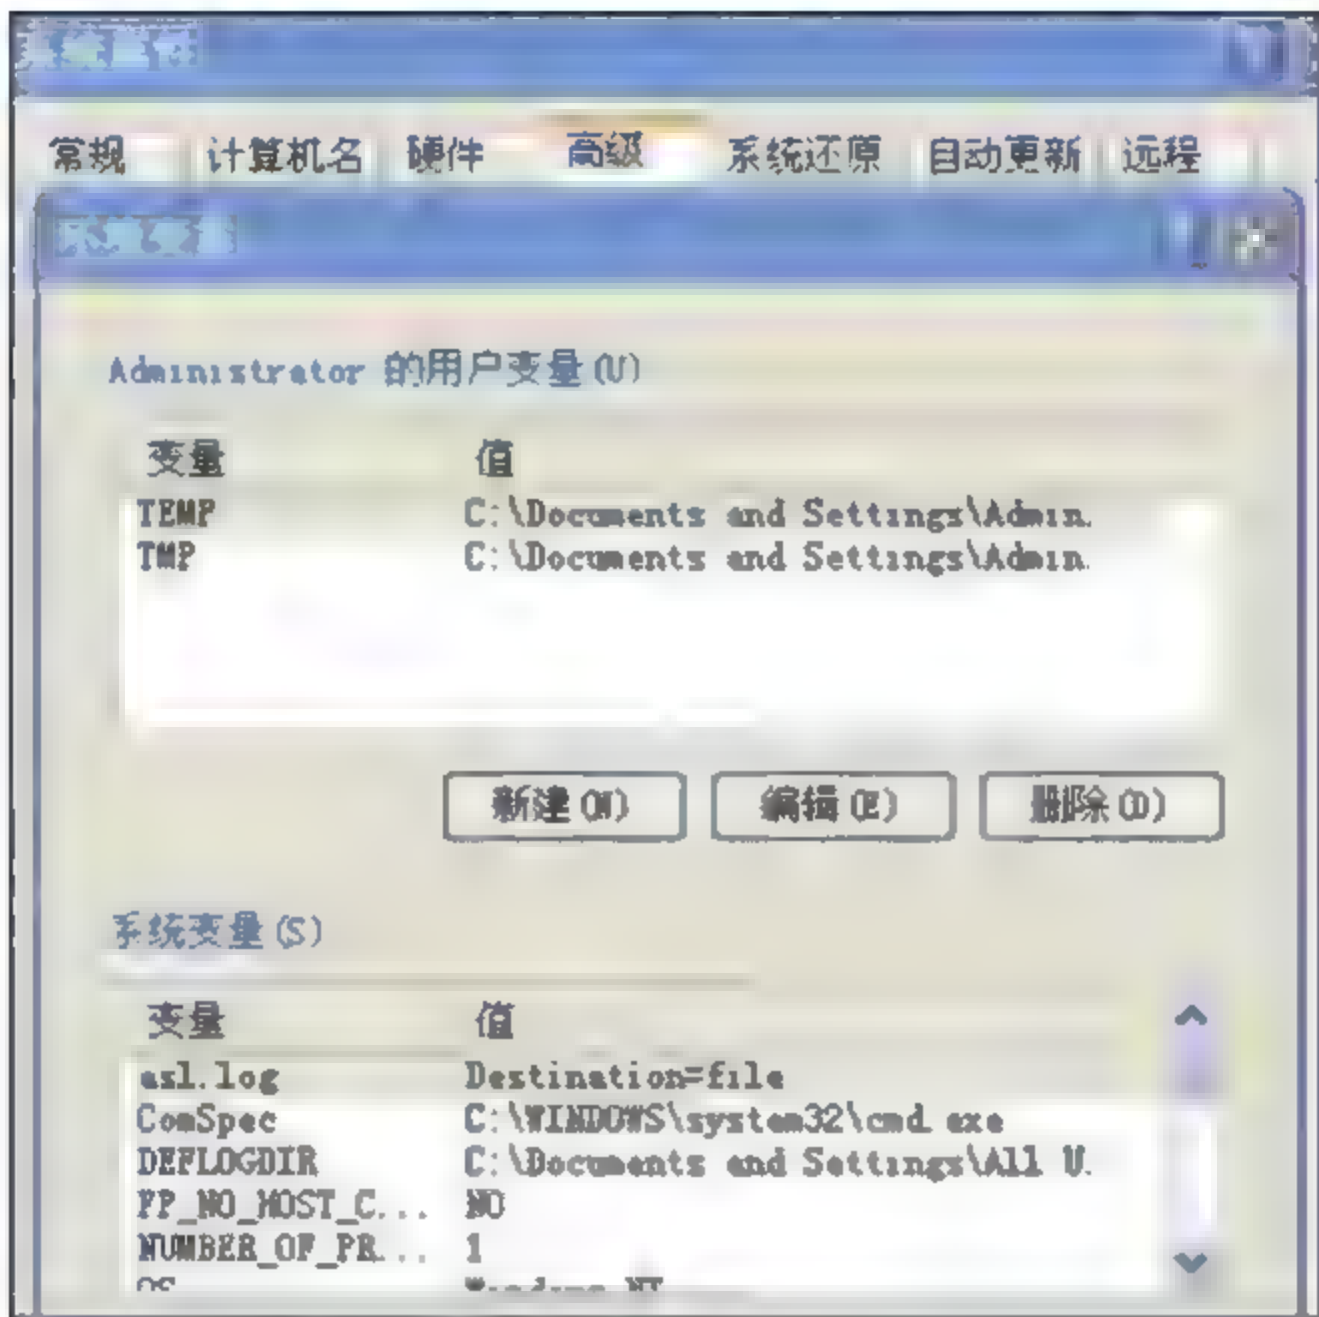 常规 计算机名 硬件 高级 系统还原 自动更新 远程
Administrator 的用户变量(U)
变量 值
TEMP C:\Documents and Settings\Admin.
TMP C:\Documents and Settings\Admin.
新建(N) 编辑(E) 删除(D)
系统变量(S)
变量 值
asl.log Destination=file
ComSpec C:\WINDOWS\system32\cmd.exe
DEFLOGDIR C:\Documents and Settings\All U.
FP_NO_HOST_C... NO
NUMBER_OF_PR... 1
OS Windows_NT